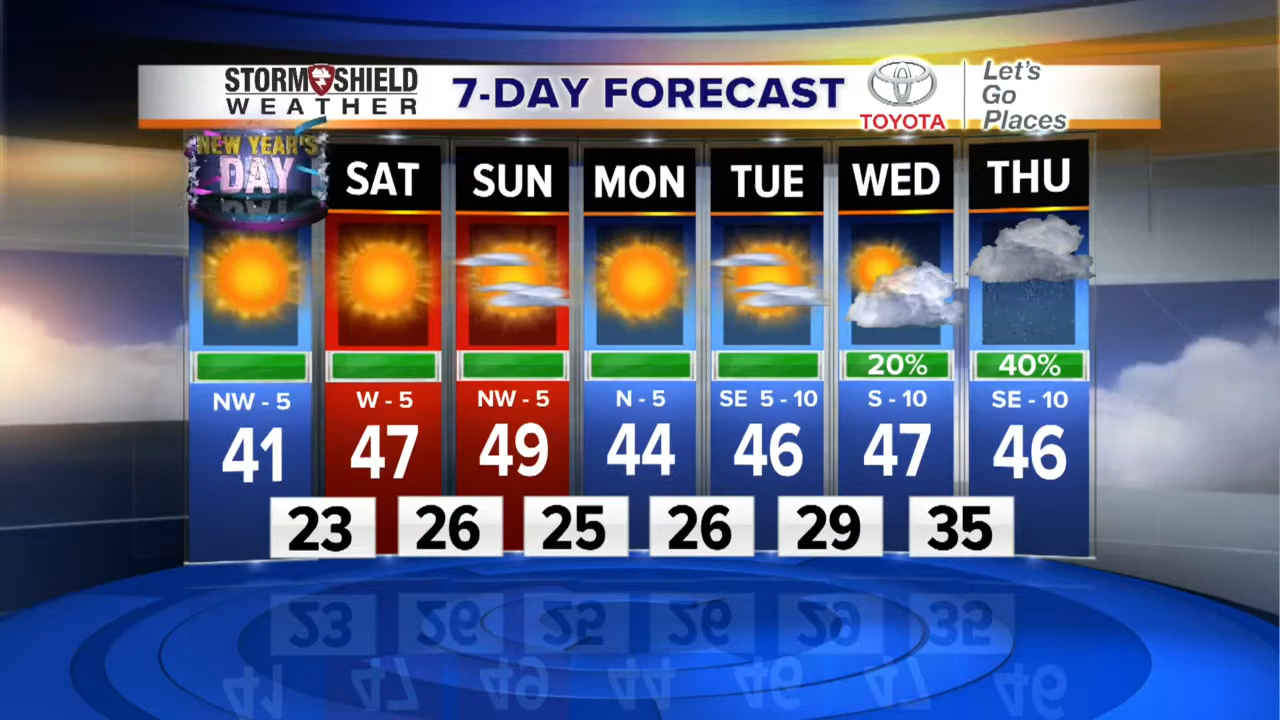 STORM SHIELD
WEATHER
7-DAY FORECAST
TOYOTA
Let's
Go
Places
NEW YEAR'S
DAY
SAT
SUN
MON
TUE
WED
THU
20%
40%
NW - 5
W - 5
NW - 5
N - 5
SE 5 - 10
S - 10
SE - 10
41
47
49
44
46
47
46
23
26
25
26
29
35